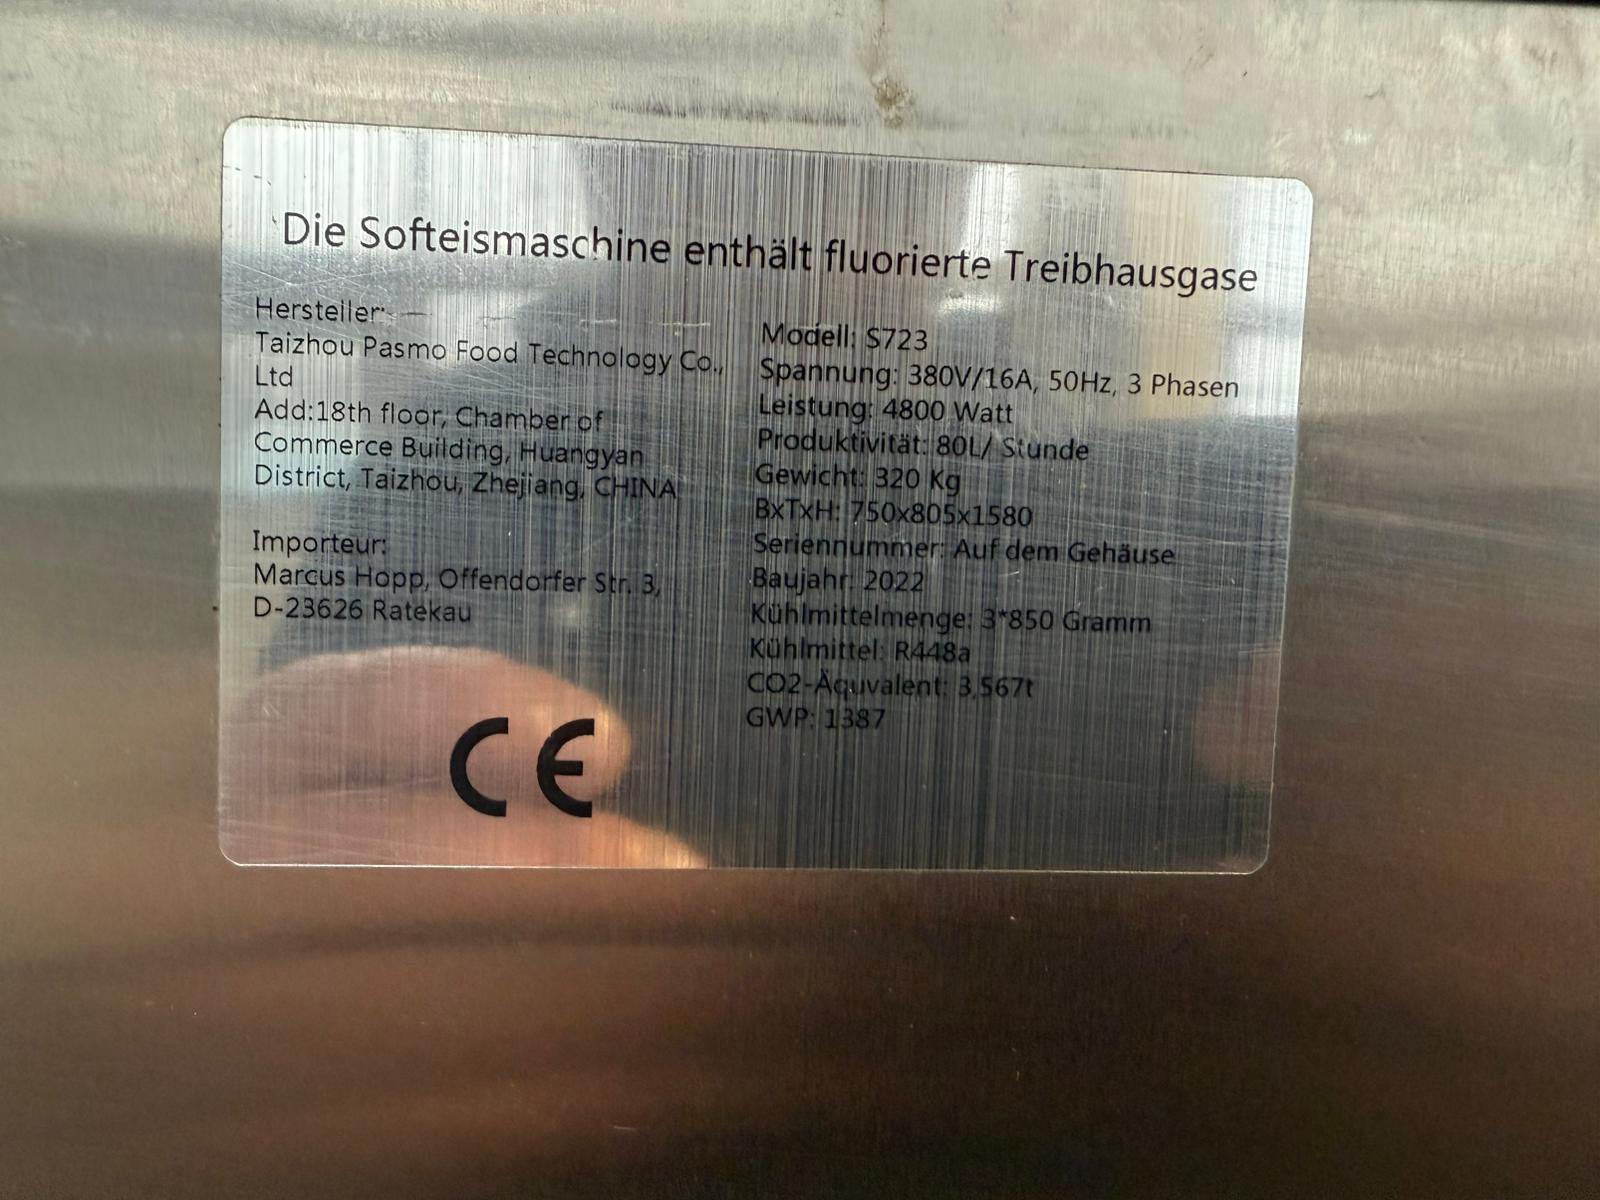 Die Softeismaschine enthält fluorierte Treibhausgase
Hersteller:
Taizhou Pasmo Food Technology Co.,
Ltd
Add:18th floor, Chamber of
Commerce Building, Huangyan
District, Taizhou, Zhejiang, CHINA
Importeur:
Marcus Hopp, Offendorfer Str. 3,
D-23626 Ratekau
CE
Modell: S723
Spannung: 380V/16A, 50Hz, 3 Phasen
Leistung: 4800 Watt
Produktivität: 80L/ Stunde
Gewicht: 320 Kg
BxTxH: 750x805x1580
Seriennummer: Auf dem Gehäuse
Baujahr: 2022
Kühlmittelmenge: 3*850 Gramm
Kühlmittel: R448a
CO2-Äquvalent: 3,567t
GWP: 1387